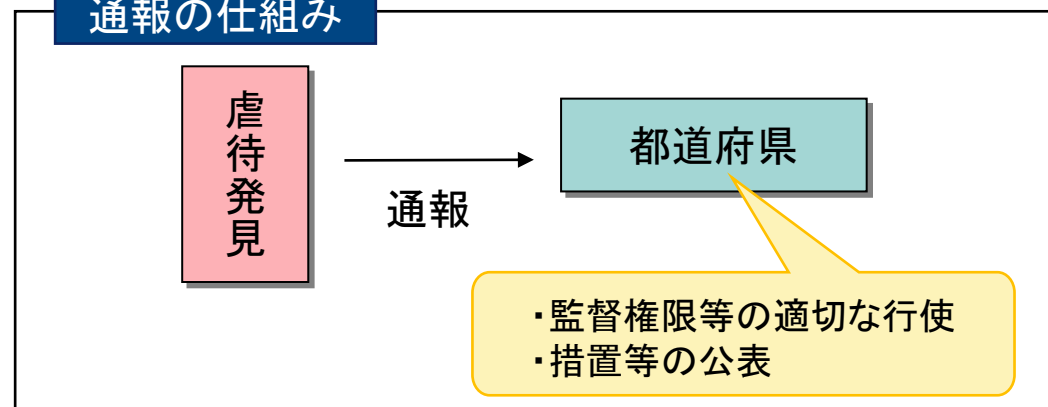 通報の仕組み
虐待発見
通報
都道府県
・監督権限等の適切な行使
・措置等の公表